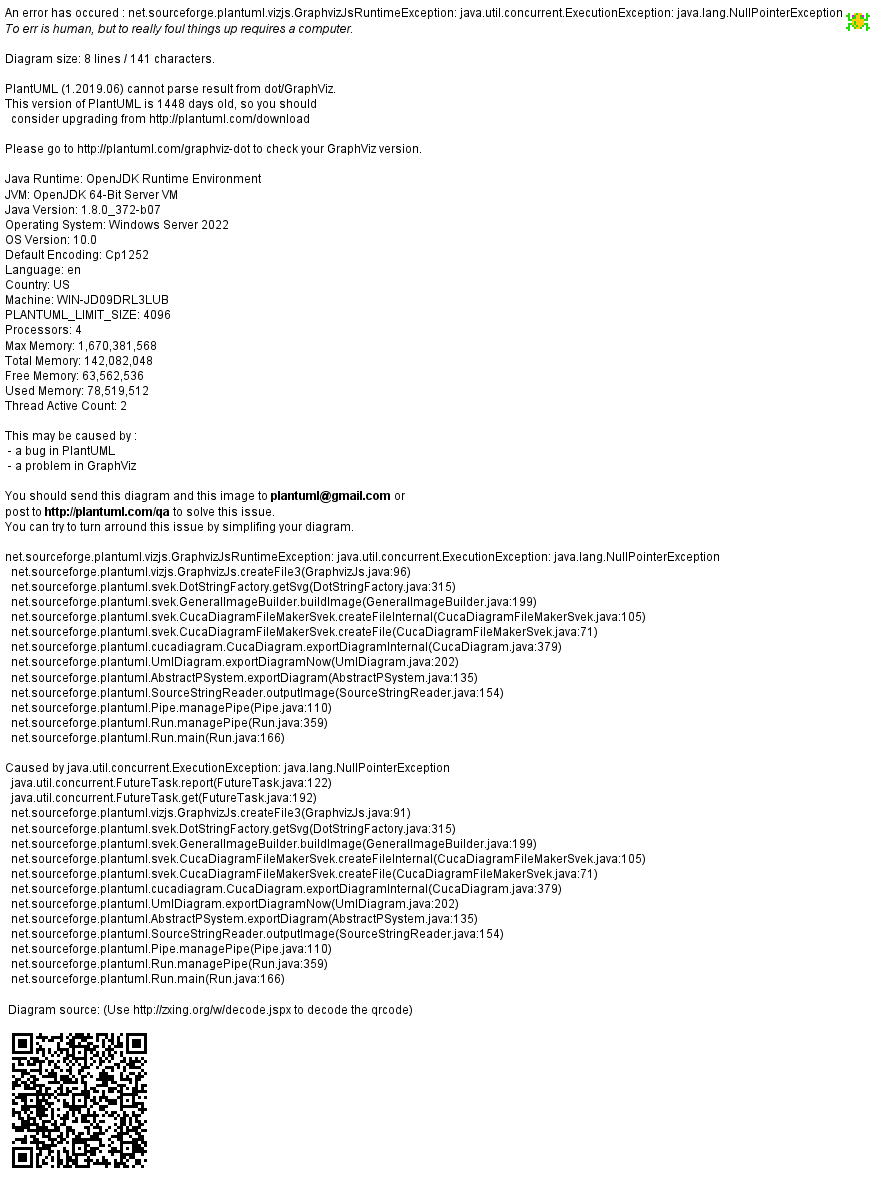 An error has occured : net.sourceforge.plantuml.vizjs.GraphvizJsRuntimeException: java.util.concurrent.ExecutionException: java.lang.NullPointerException
To err is human, but to really foul things up requires a computer.
Diagram size: 8 lines / 141 characters.
PlantUML (1.2019.06) cannot parse result from dot/GraphViz.
This version of PlantUML is 1448 days old, so you should
consider upgrading from http://plantuml.com/download
Please go to http://plantuml.com/graphviz-dot to check your GraphViz version.
Java Runtime: OpenJDK Runtime Environment
JVM: OpenJDK 64-Bit Server VM
Java Version: 1.8.0_372-b07
Operating System: Windows Server 2022
OS Version: 10.0
Default Encoding: Cp1252
Language: en
Country: US
Machine: WIN-JD09DRL3LUB
PLANTUML_LIMIT_SIZE: 4096
Processors: 4
Max Memory: 1,670,381,568
Total Memory: 142,082,048
Free Memory: 63,562,536
Used Memory: 78,519,512
Thread Active Count: 2
This may be caused by :
- a bug in PlantUML
- a problem in GraphViz
You should send this diagram and this image to plantuml@gmail.com or
post to http://plantuml.com/qa to solve this issue.
You can try to turn arround this issue by simplifing your diagram.
net.sourceforge.plantuml.vizjs.GraphvizJsRuntimeException: java.util.concurrent.ExecutionException: java.lang.NullPointerException
net.sourceforge.plantuml.vizjs.GraphvizJs.createFile3(GraphvizJs.java:96)
net.sourceforge.plantuml.svek.DotStringFactory.getSvg(DotStringFactory.java:315)
net.sourceforge.plantuml.svek.GeneralImageBuilder.buildImage(GeneralImageBuilder.java:199)
net.sourceforge.plantuml.svek.CucaDiagramFileMakerSvek.createFileInternal(CucaDiagramFileMakerSvek.java:105)
net.sourceforge.plantuml.svek.CucaDiagramFileMakerSvek.createFile(CucaDiagramFileMakerSvek.java:71)
net.sourceforge.plantuml.cucadiagram.CucaDiagram.exportDiagramInternal(CucaDiagram.java:379)
net.sourceforge.plantuml.UmlDiagram.exportDiagramNow(UmlDiagram.java:202)
net.sourceforge.plantuml.AbstractPSystem.exportDiagram(AbstractPSystem.java:135)
net.sourceforge.plantuml.SourceStringReader.outputImage(SourceStringReader.java:154)
net.sourceforge.plantuml.Pipe.managePipe(Pipe.java:110)
net.sourceforge.plantuml.Run.managePipe(Run.java:359)
net.sourceforge.plantuml.Run.main(Run.java:166)
Caused by java.util.concurrent.ExecutionException: java.lang.NullPointerException
java.util.concurrent.FutureTask.report(FutureTask.java:122)
java.util.concurrent.FutureTask.get(FutureTask.java:192)
net.sourceforge.plantuml.vizjs.GraphvizJs.createFile3(GraphvizJs.java:91)
net.sourceforge.plantuml.svek.DotStringFactory.getSvg(DotStringFactory.java:315)
net.sourceforge.plantuml.svek.GeneralImageBuilder.buildImage(GeneralImageBuilder.java:199)
net.sourceforge.plantuml.svek.CucaDiagramFileMakerSvek.createFileInternal(CucaDiagramFileMakerSvek.java:105)
net.sourceforge.plantuml.svek.CucaDiagramFileMakerSvek.createFile(CucaDiagramFileMakerSvek.java:71)
net.sourceforge.plantuml.cucadiagram.CucaDiagram.exportDiagramInternal(CucaDiagram.java:379)
net.sourceforge.plantuml.UmlDiagram.exportDiagramNow(UmlDiagram.java:202)
net.sourceforge.plantuml.AbstractPSystem.exportDiagram(AbstractPSystem.java:135)
net.sourceforge.plantuml.SourceStringReader.outputImage(SourceStringReader.java:154)
net.sourceforge.plantuml.Pipe.managePipe(Pipe.java:110)
net.sourceforge.plantuml.Run.managePipe(Run.java:359)
net.sourceforge.plantuml.Run.main(Run.java:166)
Diagram source: (Use http://zxing.org/w/decode.jspx to decode the qrcode)